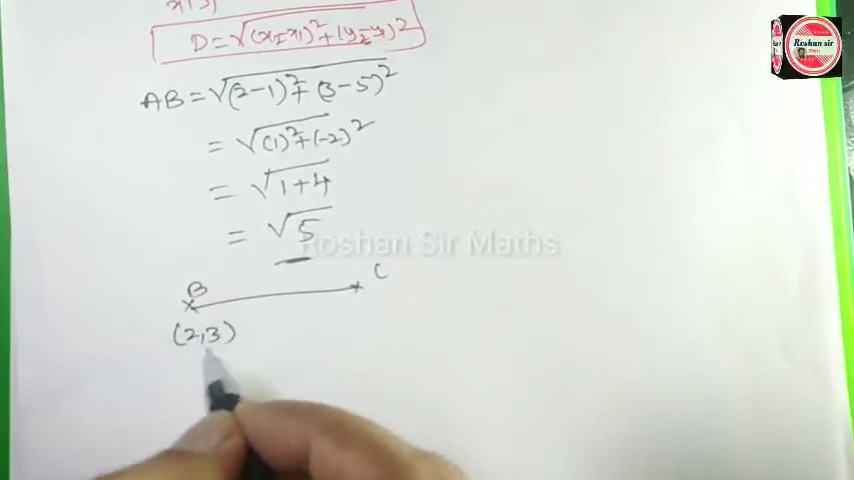 D=√(x₂-x₁)²+(y₂-y₁)²
AB=√(2-1)²+(3-5)²
=√(1)²+(-2)²
=√1+4
=√5
B C
(2,3)
Roshan Sir Maths
Roshan sir